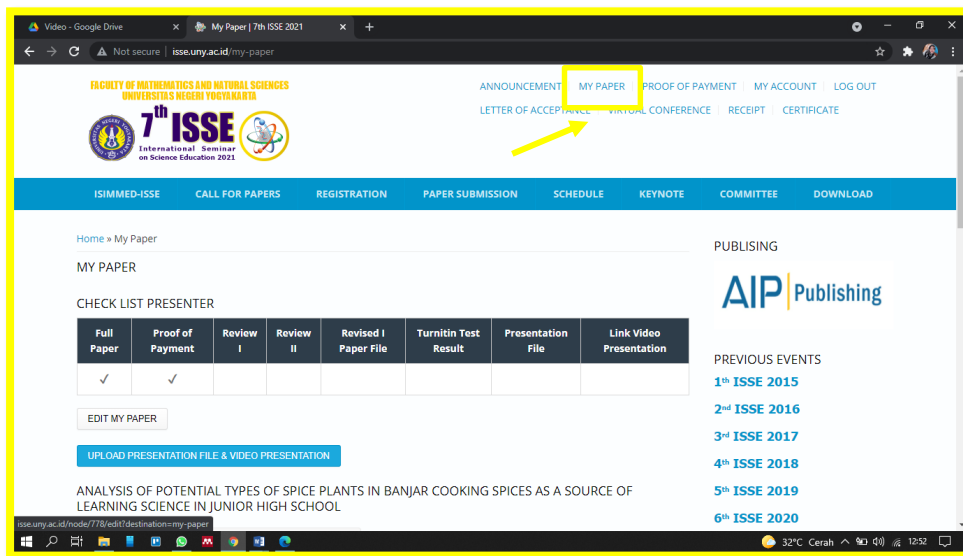 Video - Google Drive
My Paper | 7th ISSE 2021
Not secure | isse.uny.ac.id/my-paper
FACULTY OF MATHEMATICS AND NATURAL SCIENCES
UNIVERSITAS NEGERI YOGYAKARTA
7th ISSE
International Seminar
on Science Education 2021
ANNOUNCEMENT MY PAPER PROOF OF PAYMENT MY ACCOUNT LOG OUT
LETTER OF ACCEPTANCE VIRTUAL CONFERENCE RECEIPT CERTIFICATE
ISIMMED-ISSE CALL FOR PAPERS REGISTRATION PAPER SUBMISSION SCHEDULE KEYNOTE COMMITTEE DOWNLOAD
Home » My Paper
MY PAPER
CHECK LIST PRESENTER
Full Paper Proof of Payment Review I Review II Revised I Paper File Turnitin Test Result Presentation File Link Video Presentation
✓ ✓
EDIT MY PAPER
UPLOAD PRESENTATION FILE & VIDEO PRESENTATION
ANALYSIS OF POTENTIAL TYPES OF SPICE PLANTS IN BANJAR COOKING SPICES AS A SOURCE OF
LEARNING SCIENCE IN JUNIOR HIGH SCHOOL
PUBLISING
AIP Publishing
PREVIOUS EVENTS
1th ISSE 2015
2nd ISSE 2016
3rd ISSE 2017
4th ISSE 2018
5th ISSE 2019
6th ISSE 2020
isse.uny.ac.id/node/778/edit?destination=my-paper
32°C Cerah 12:52